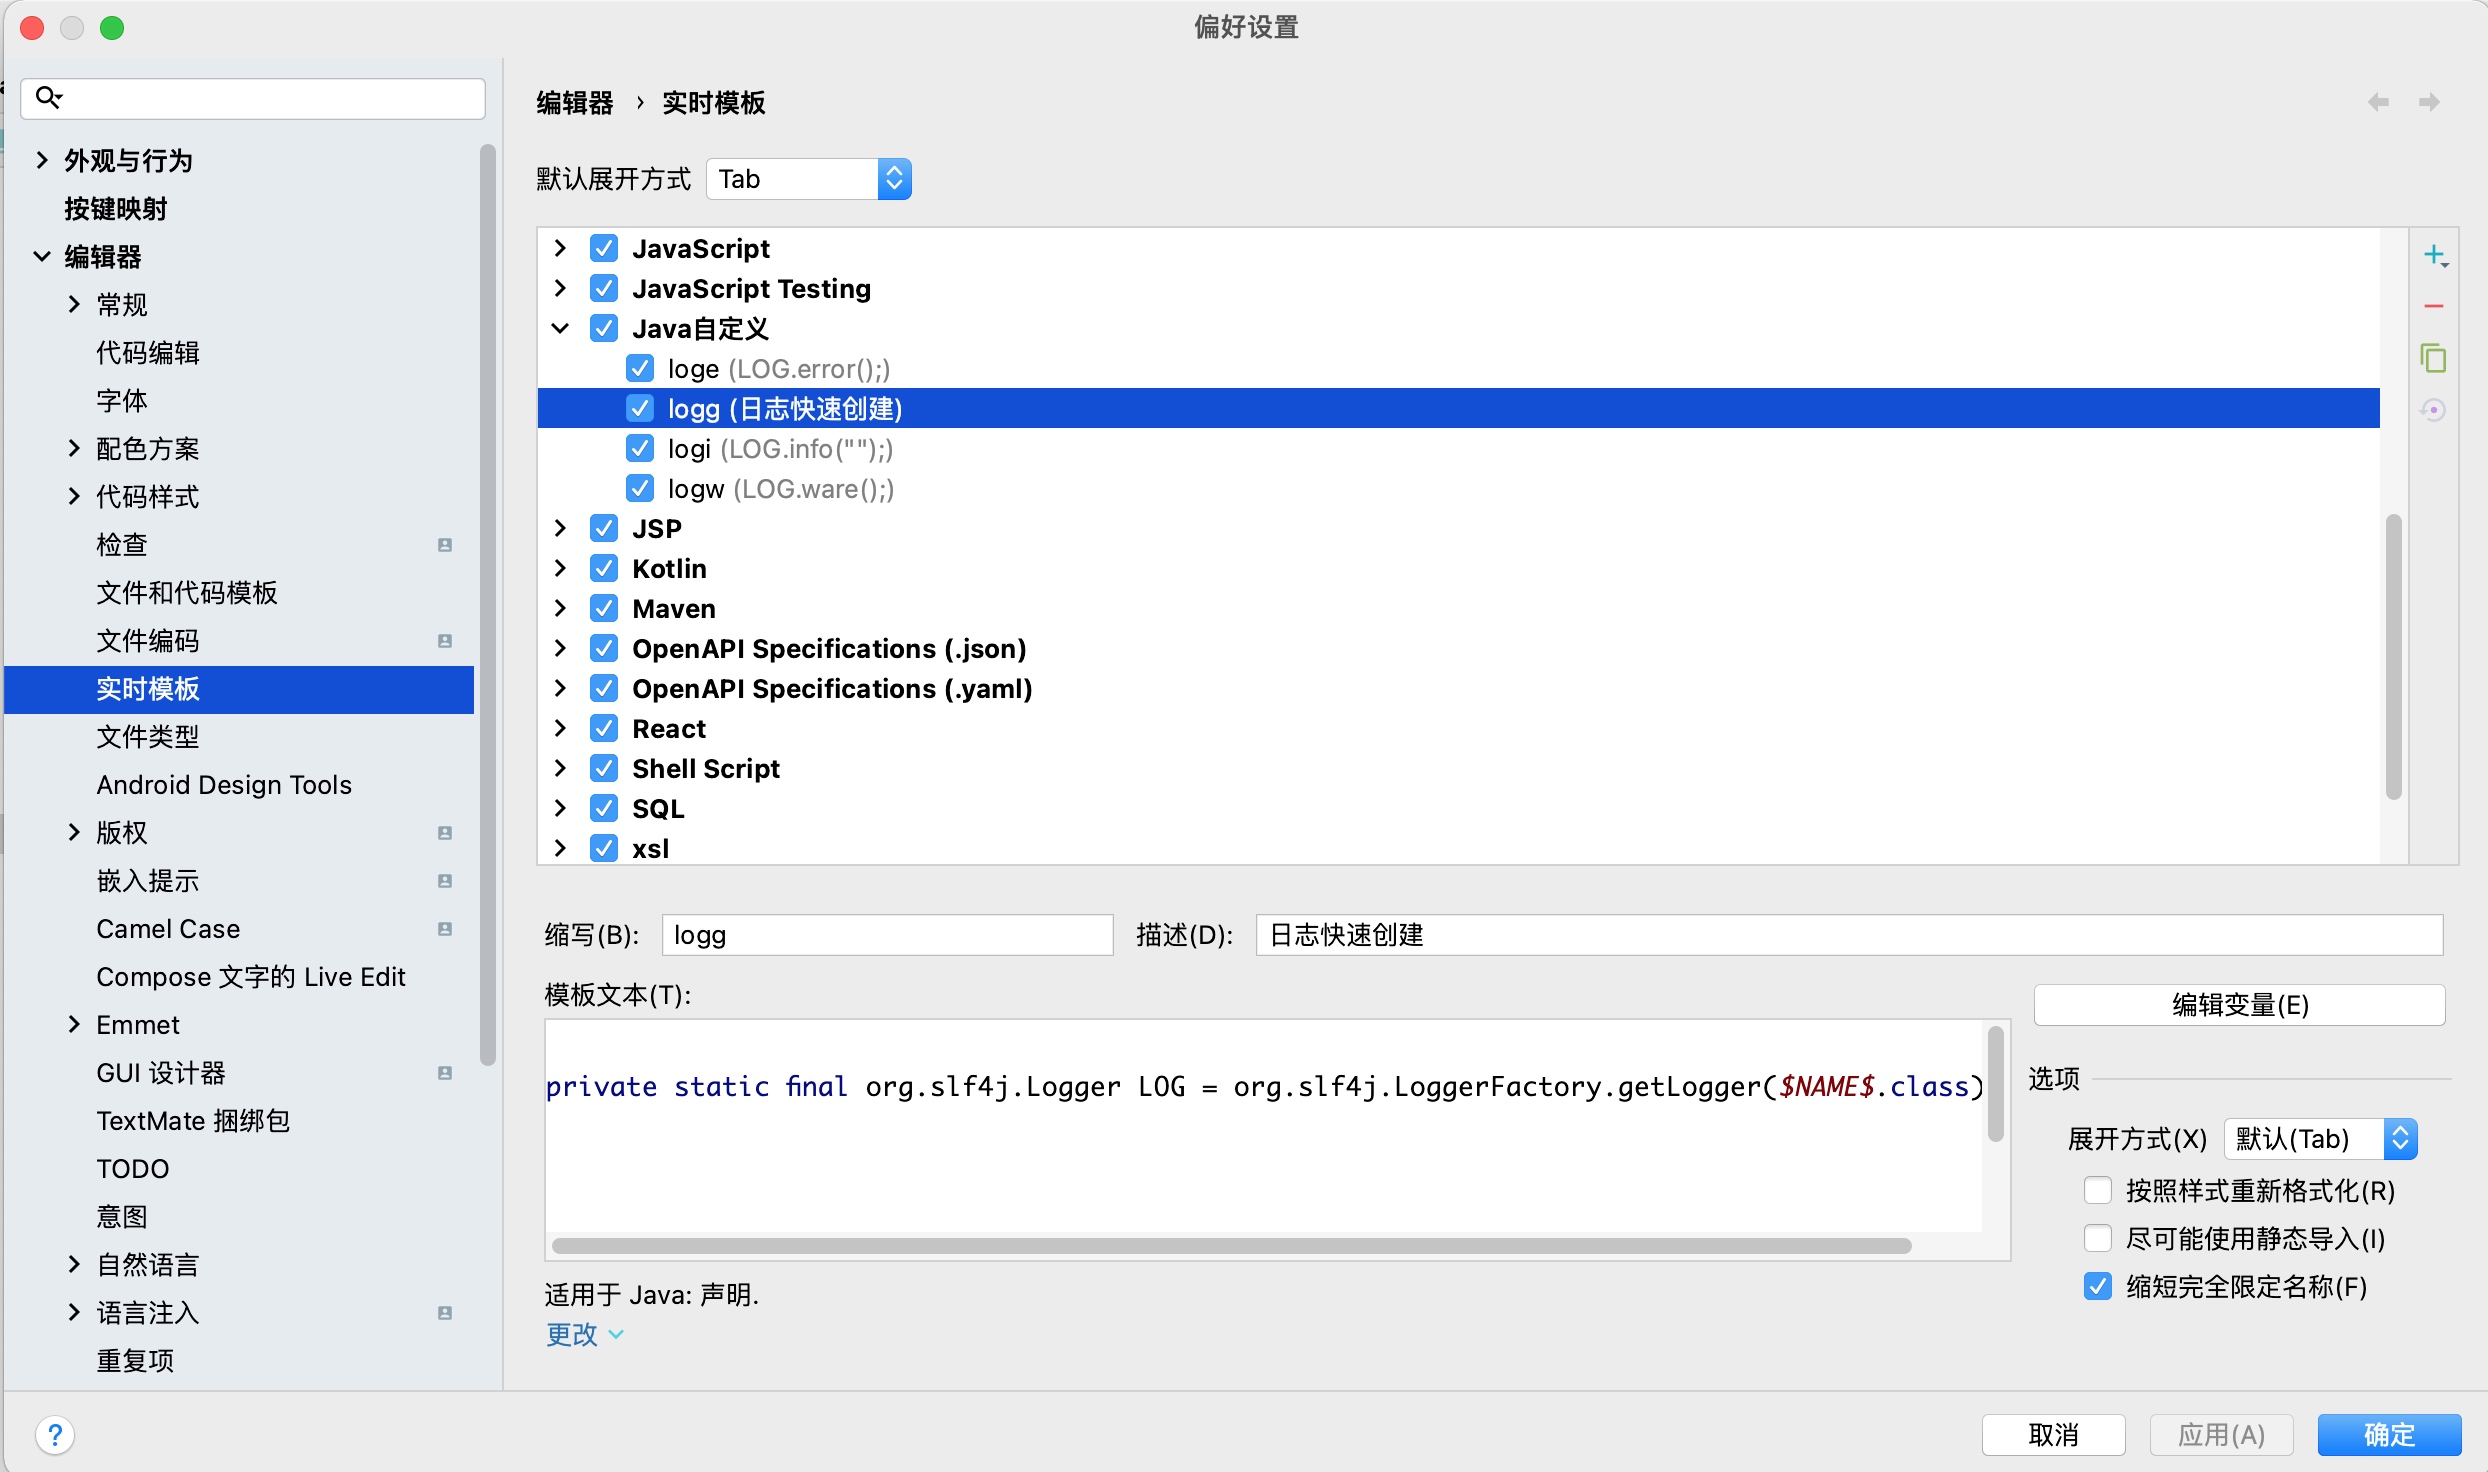 偏好设置
外观与行为
按键映射
编辑器
常规
代码编辑
字体
配色方案
代码样式
检查
文件和代码模板
文件编码
实时模板
文件类型
Android Design Tools
版权
嵌入提示
Camel Case
Compose 文字的 Live Edit
Emmet
GUI 设计器
TextMate 捆绑包
TODO
意图
自然语言
语言注入
重复项
编辑器 › 实时模板
默认展开方式 Tab
JavaScript
JavaScript Testing
Java自定义
loge (LOG.error();)
logg (日志快速创建)
logi (LOG.info("");)
logw (LOG.ware();)
JSP
Kotlin
Maven
OpenAPI Specifications (.json)
OpenAPI Specifications (.yaml)
React
Shell Script
SQL
xsl
缩写(B): logg 描述(D): 日志快速创建
模板文本(T):
编辑变量(E)
private static final org.slf4j.Logger LOG = org.slf4j.LoggerFactory.getLogger($NAME$.class)
选项
展开方式(X) 默认(Tab)
按照样式重新格式化(R)
尽可能使用静态导入(I)
缩短完全限定名称(F)
适用于 Java: 声明.
更改
? 取消 应用(A) 确定